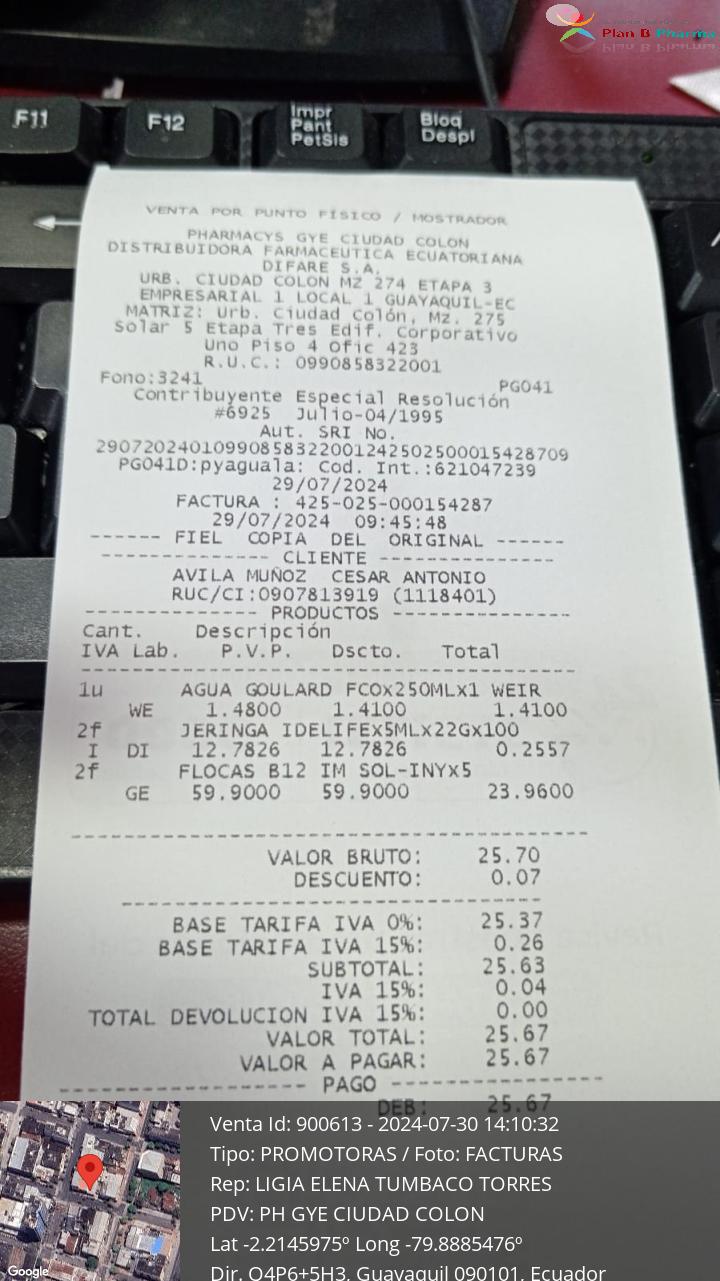 Plan B Pharma
F11
F12
Impr
Pant
PetSis
Bloq
Despl
VENTA POR PUNTO FÍSICO / MOSTRADOR
PHARMACYS GYE CIUDAD COLON
DISTRIBUIDORA FARMACEUTICA ECUATORIANA
DIFARE S.A.
URB. CIUDAD COLON MZ 274 ETAPA 3
EMPRESARIAL 1 LOCAL 1 GUAYAQUIL-EC
MATRIZ: Urb. Ciudad Colón, Mz. 275
Solar 5 Etapa Tres Edif. Corporativo
Uno Piso 4 Ofic 423
R.U.C.: 0990858322001
Fono:3241 PG041
Contribuyente Especial Resolución
#6925 Julio-04/1995
Aut. SRI No.
2907202401099085832200124250250001542​8709
PG041D:pyaguala: Cod. Int.:621047239
29/07/2024
FACTURA : 425-025-000154287
29/07/2024 09:45:48
------ FIEL COPIA DEL ORIGINAL ------
-------------- CLIENTE --------------
AVILA MUÑOZ CESAR ANTONIO
RUC/CI:0907813919 (1118401)
-------------- PRODUCTOS --------------
Cant. Descripción
IVA Lab. P.V.P. Dscto. Total
1u AGUA GOULARD FCOx250MLx1 WEIR
WE 1.4800 1.4100 1.4100
2f JERINGA IDELIFEx5MLx22Gx100
I DI 12.7826 12.7826 0.2557
2f FLOCAS B12 IM SOL-INYx5
GE 59.9000 59.9000 23.9600
VALOR BRUTO: 25.70
DESCUENTO: 0.07
BASE TARIFA IVA 0%: 25.37
BASE TARIFA IVA 15%: 0.26
SUBTOTAL: 25.63
IVA 15%: 0.04
TOTAL DEVOLUCION IVA 15%: 0.00
VALOR TOTAL: 25.67
VALOR A PAGAR: 25.67
----------------- PAGO -----------------
DEB: 25.67
Venta Id: 900613 - 2024-07-30 14:10:32
Tipo: PROMOTORAS / Foto: FACTURAS
Rep: LIGIA ELENA TUMBACO TORRES
PDV: PH GYE CIUDAD COLON
Lat -2.2145975º Long -79.8885476º
Dir. Q4P6+5H3, Guayaquil 090101, Ecuador
Google